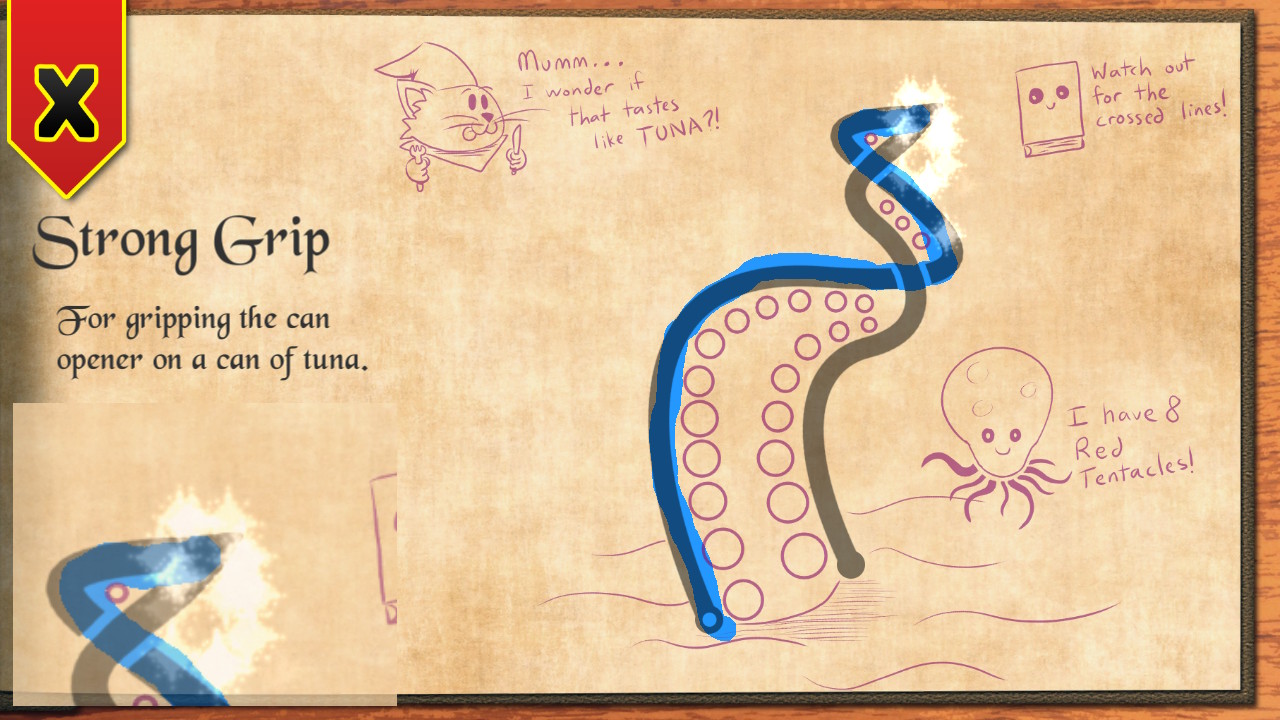 X
Strong Grip
For gripping the can
opener on a can of tuna.
Mumm...
I wonder if
that tastes
like TUNA?!
Watch out
for the
crossed lines!
I have 8
Red
Tentacles!